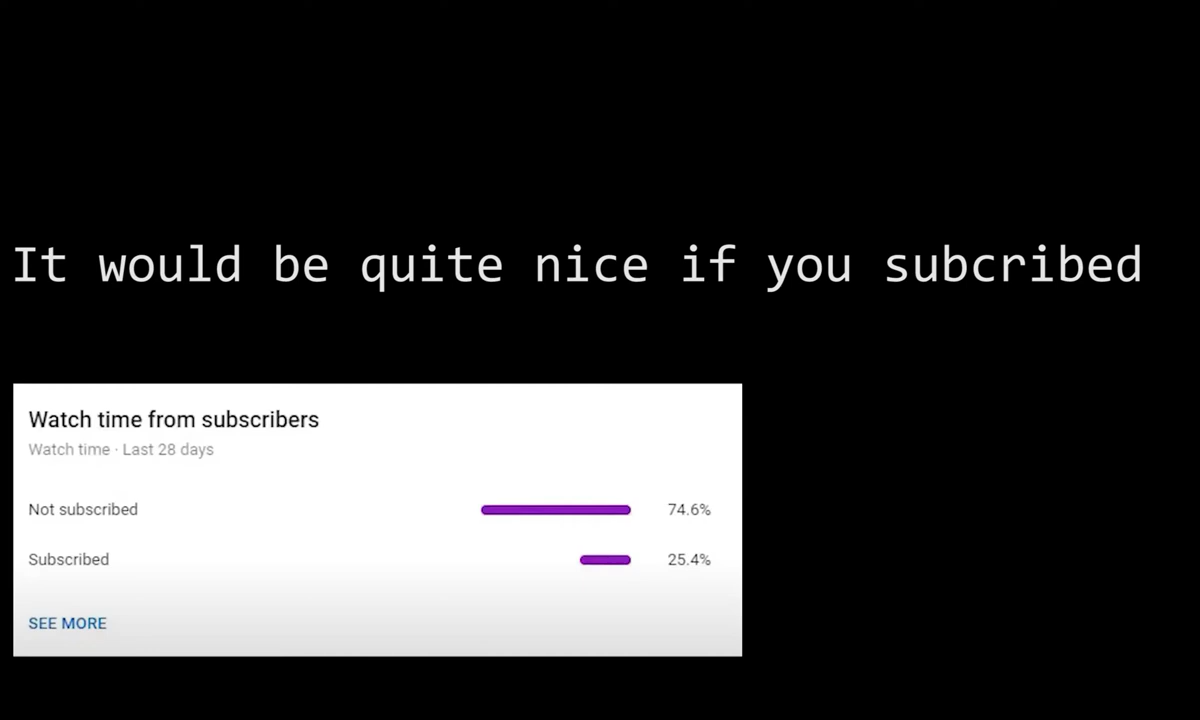 It would be quite nice if you subcribed
Watch time from subscribers
Watch time · Last 28 days
Not subscribed 74.6%
Subscribed 25.4%
SEE MORE